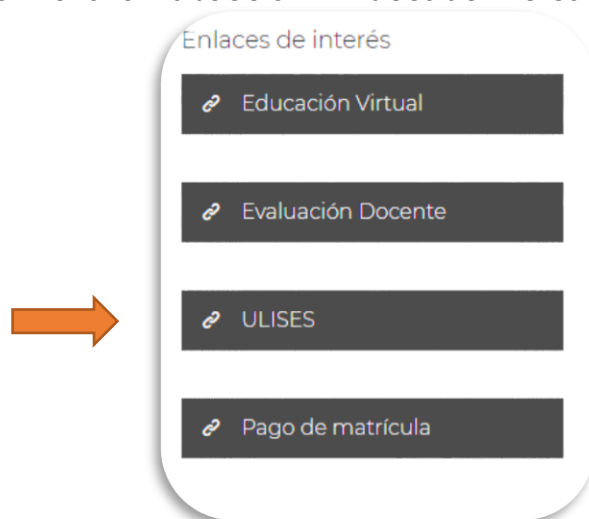 Enlaces de interés
Educación Virtual
Evaluación Docente
ULISES
Pago de matrícula